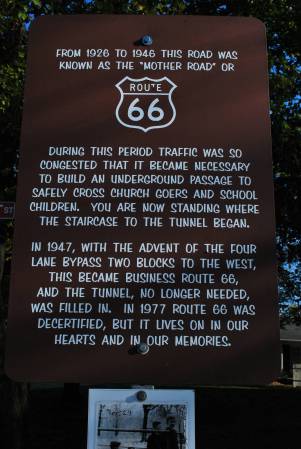 FROM 1926 TO 1946 THIS ROAD WAS
KNOWN AS THE "MOTHER ROAD" OR
ROUTE
66
DURING THIS PERIOD TRAFFIC WAS SO
CONGESTED THAT IT BECAME NECESSARY
TO BUILD AN UNDERGROUND PASSAGE TO
SAFELY CROSS CHURCH GOERS AND SCHOOL
CHILDREN. YOU ARE NOW STANDING WHERE
THE STAIRCASE TO THE TUNNEL BEGAN.
IN 1947, WITH THE ADVENT OF THE FOUR
LANE BYPASS TWO BLOCKS TO THE WEST,
THIS BECAME BUSINESS ROUTE 66,
AND THE TUNNEL, NO LONGER NEEDED,
WAS FILLED IN. IN 1977 ROUTE 66 WAS
DECERTIFIED, BUT IT LIVES ON IN OUR
HEARTS AND IN OUR MEMORIES.
ST